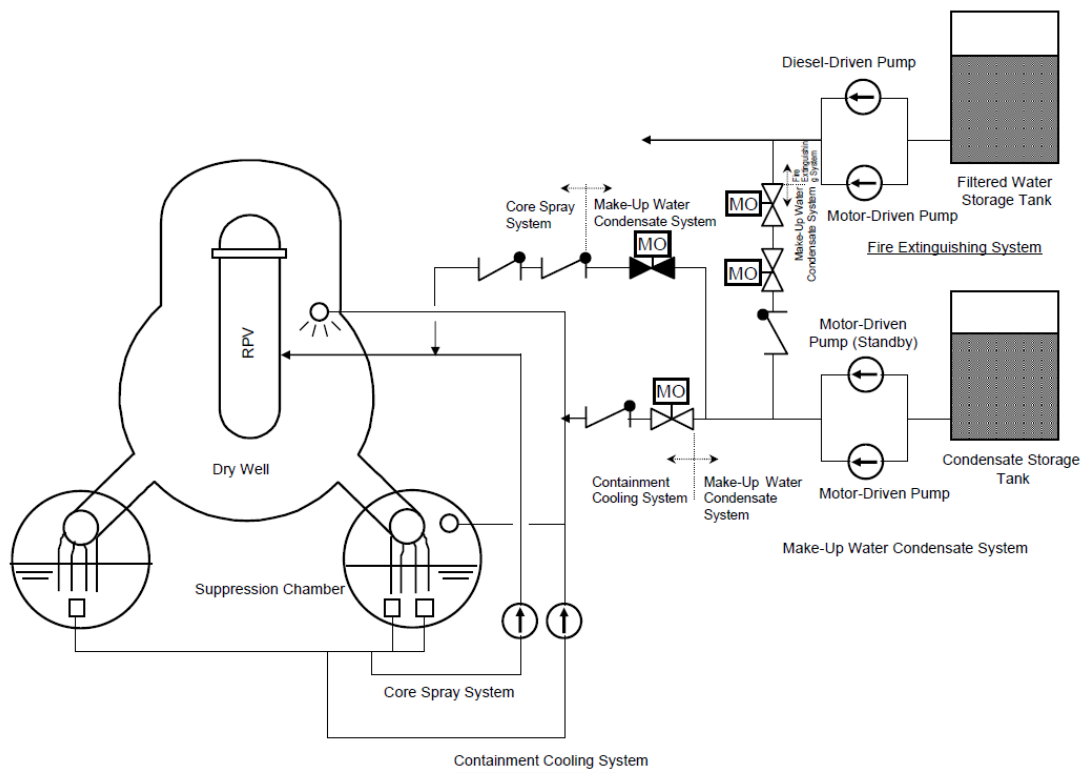 Diesel-Driven Pump
Fire
Extinguishin
g System
Filtered Water
Storage Tank
Core Spray
System
Make-Up Water
Condensate System
MO
Make-Up Water
Condensate System
Motor-Driven Pump
Fire Extinguishing System
MO
MO
RPV
Motor-Driven
Pump (Standby)
MO
Dry Well
Containment
Cooling System
Make-Up Water
Condensate
System
Motor-Driven Pump
Condensate Storage
Tank
Make-Up Water Condensate System
Suppression Chamber
Core Spray System
Containment Cooling System